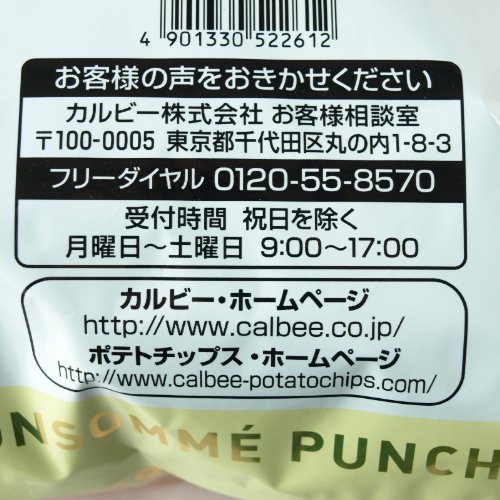 4 901330 522612
お客様の声をおきかせください
カルビー株式会社 お客様相談室
〒100-0005 東京都千代田区丸の内1-8-3
フリーダイヤル 0120-55-8570
受付時間 祝日を除く
月曜日〜土曜日 9:00〜17:00
カルビー・ホームページ
http://www.calbee.co.jp/
ポテトチップス・ホームページ
http://www.calbee-potatochips.com/
ONSOMMÉ PUNCH